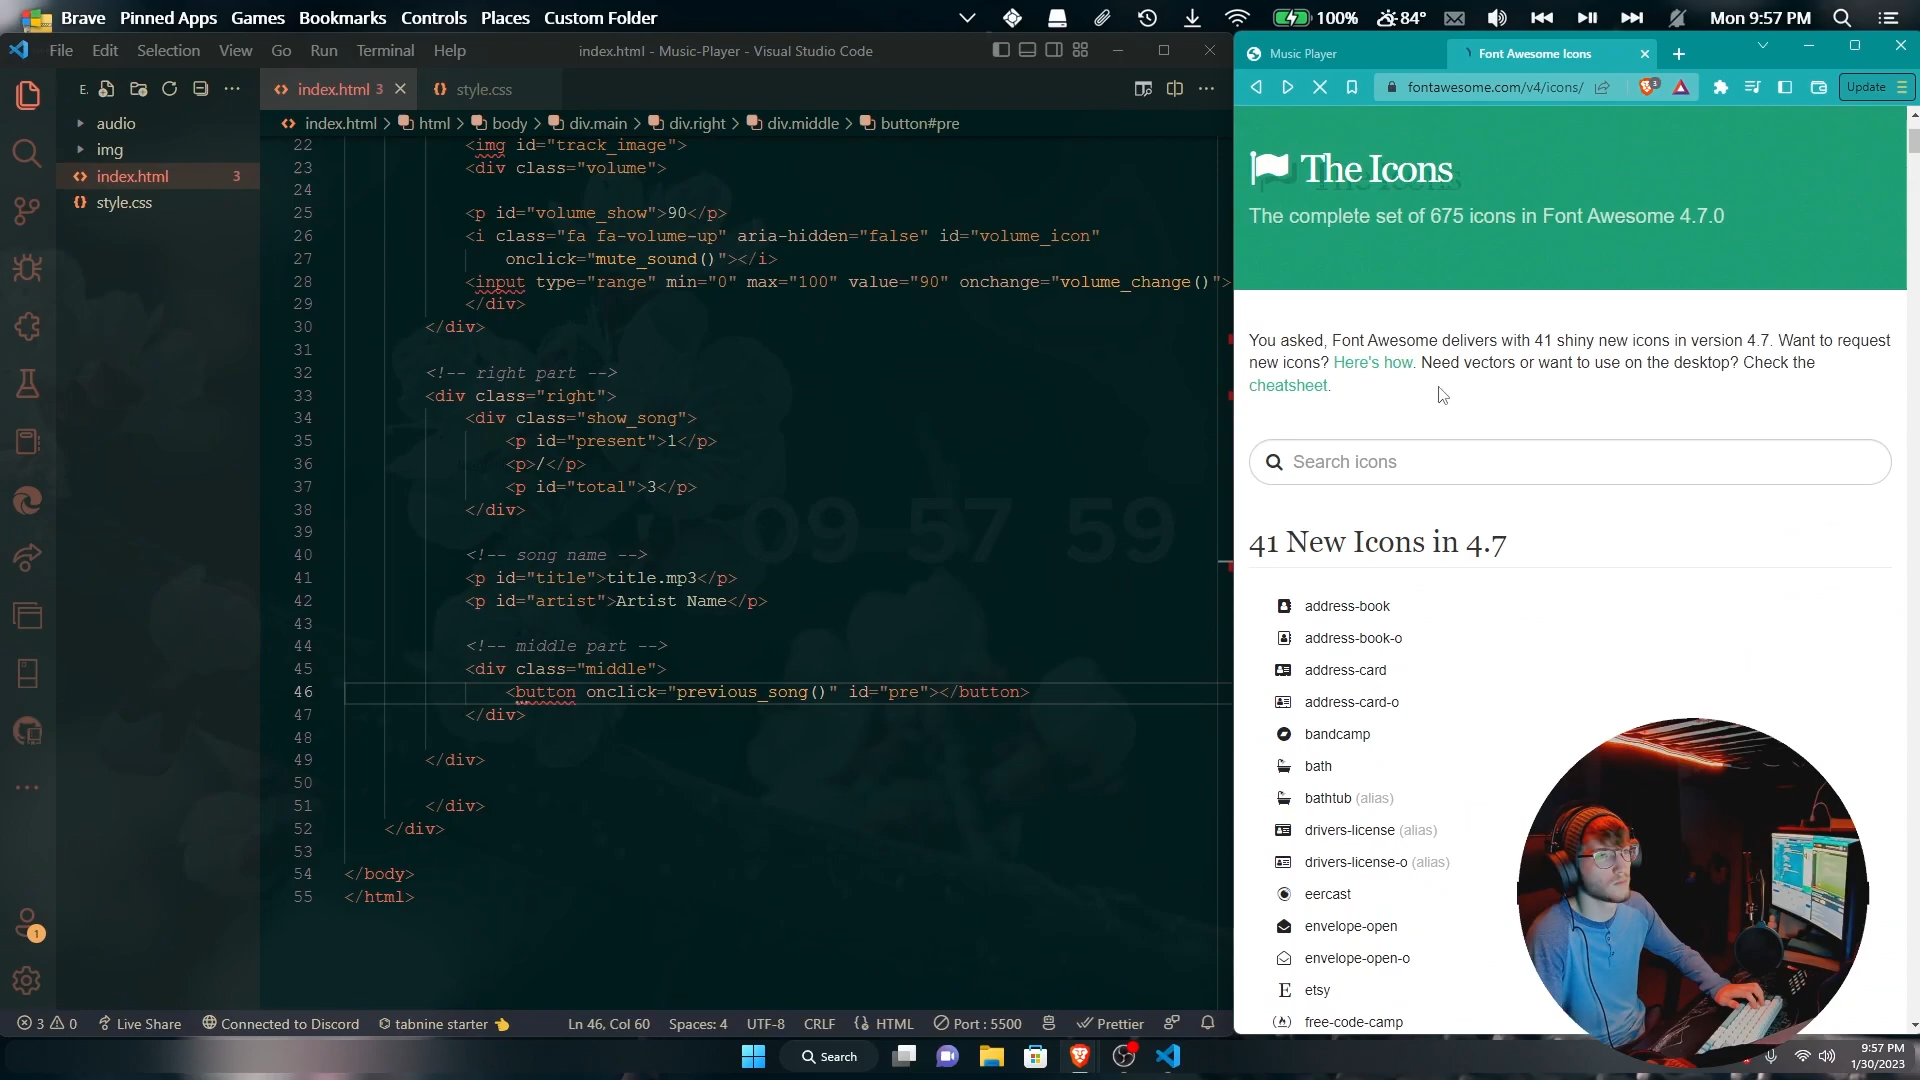 Brave Pinned Apps Games Bookmarks Controls Places Custom Folder 100% 84° Mon 9:57 PM
File Edit Selection View Go Run Terminal Help index.html - Music-Player - Visual Studio Code
Music Player Font Awesome Icons
E. index.html 3 style.css
fontawesome.com/v4/icons/ 3 Update
audio
img
index.html 3
style.css
index.html > html > body > div.main > div.right > div.middle > button#pre
22 <img id="track_image">
23 <div class="volume">
24
25 <p id="volume_show">90</p>
26 <i class="fa fa-volume-up" aria-hidden="false" id="volume_icon"
27 onclick="mute_sound()"></i>
28 <input type="range" min="0" max="100" value="90" onchange="volume_change()">
29 </div>
30 </div>
31
32 <!-- right part -->
33 <div class="right">
34 <div class="show_song">
35 <p id="present">1</p>
36 <p>/</p>
37 <p id="total">3</p>
38 </div>
39
40 <!-- song name -->
41 <p id="title">title.mp3</p>
42 <p id="artist">Artist Name</p>
43
44 <!-- middle part -->
45 <div class="middle">
46 <button onclick="previous_song()" id="pre"></button>
47 </div>
48
49 </div>
50
51 </div>
52 </div>
53
54 </body>
55 </html>
09 57 59
The Icons
The complete set of 675 icons in Font Awesome 4.7.0
You asked, Font Awesome delivers with 41 shiny new icons in version 4.7. Want to request
new icons? Here's how. Need vectors or want to use on the desktop? Check the
cheatsheet.
Search icons
41 New Icons in 4.7
address-book
address-book-o
address-card
address-card-o
bandcamp
bath
bathtub (alias)
drivers-license (alias)
drivers-license-o (alias)
eercast
envelope-open
envelope-open-o
etsy
free-code-camp
1
3 0 Live Share Connected to Discord tabnine starter Ln 46, Col 60 Spaces: 4 UTF-8 CRLF HTML Port : 5500 Prettier
Search
9:57 PM
1/30/2023